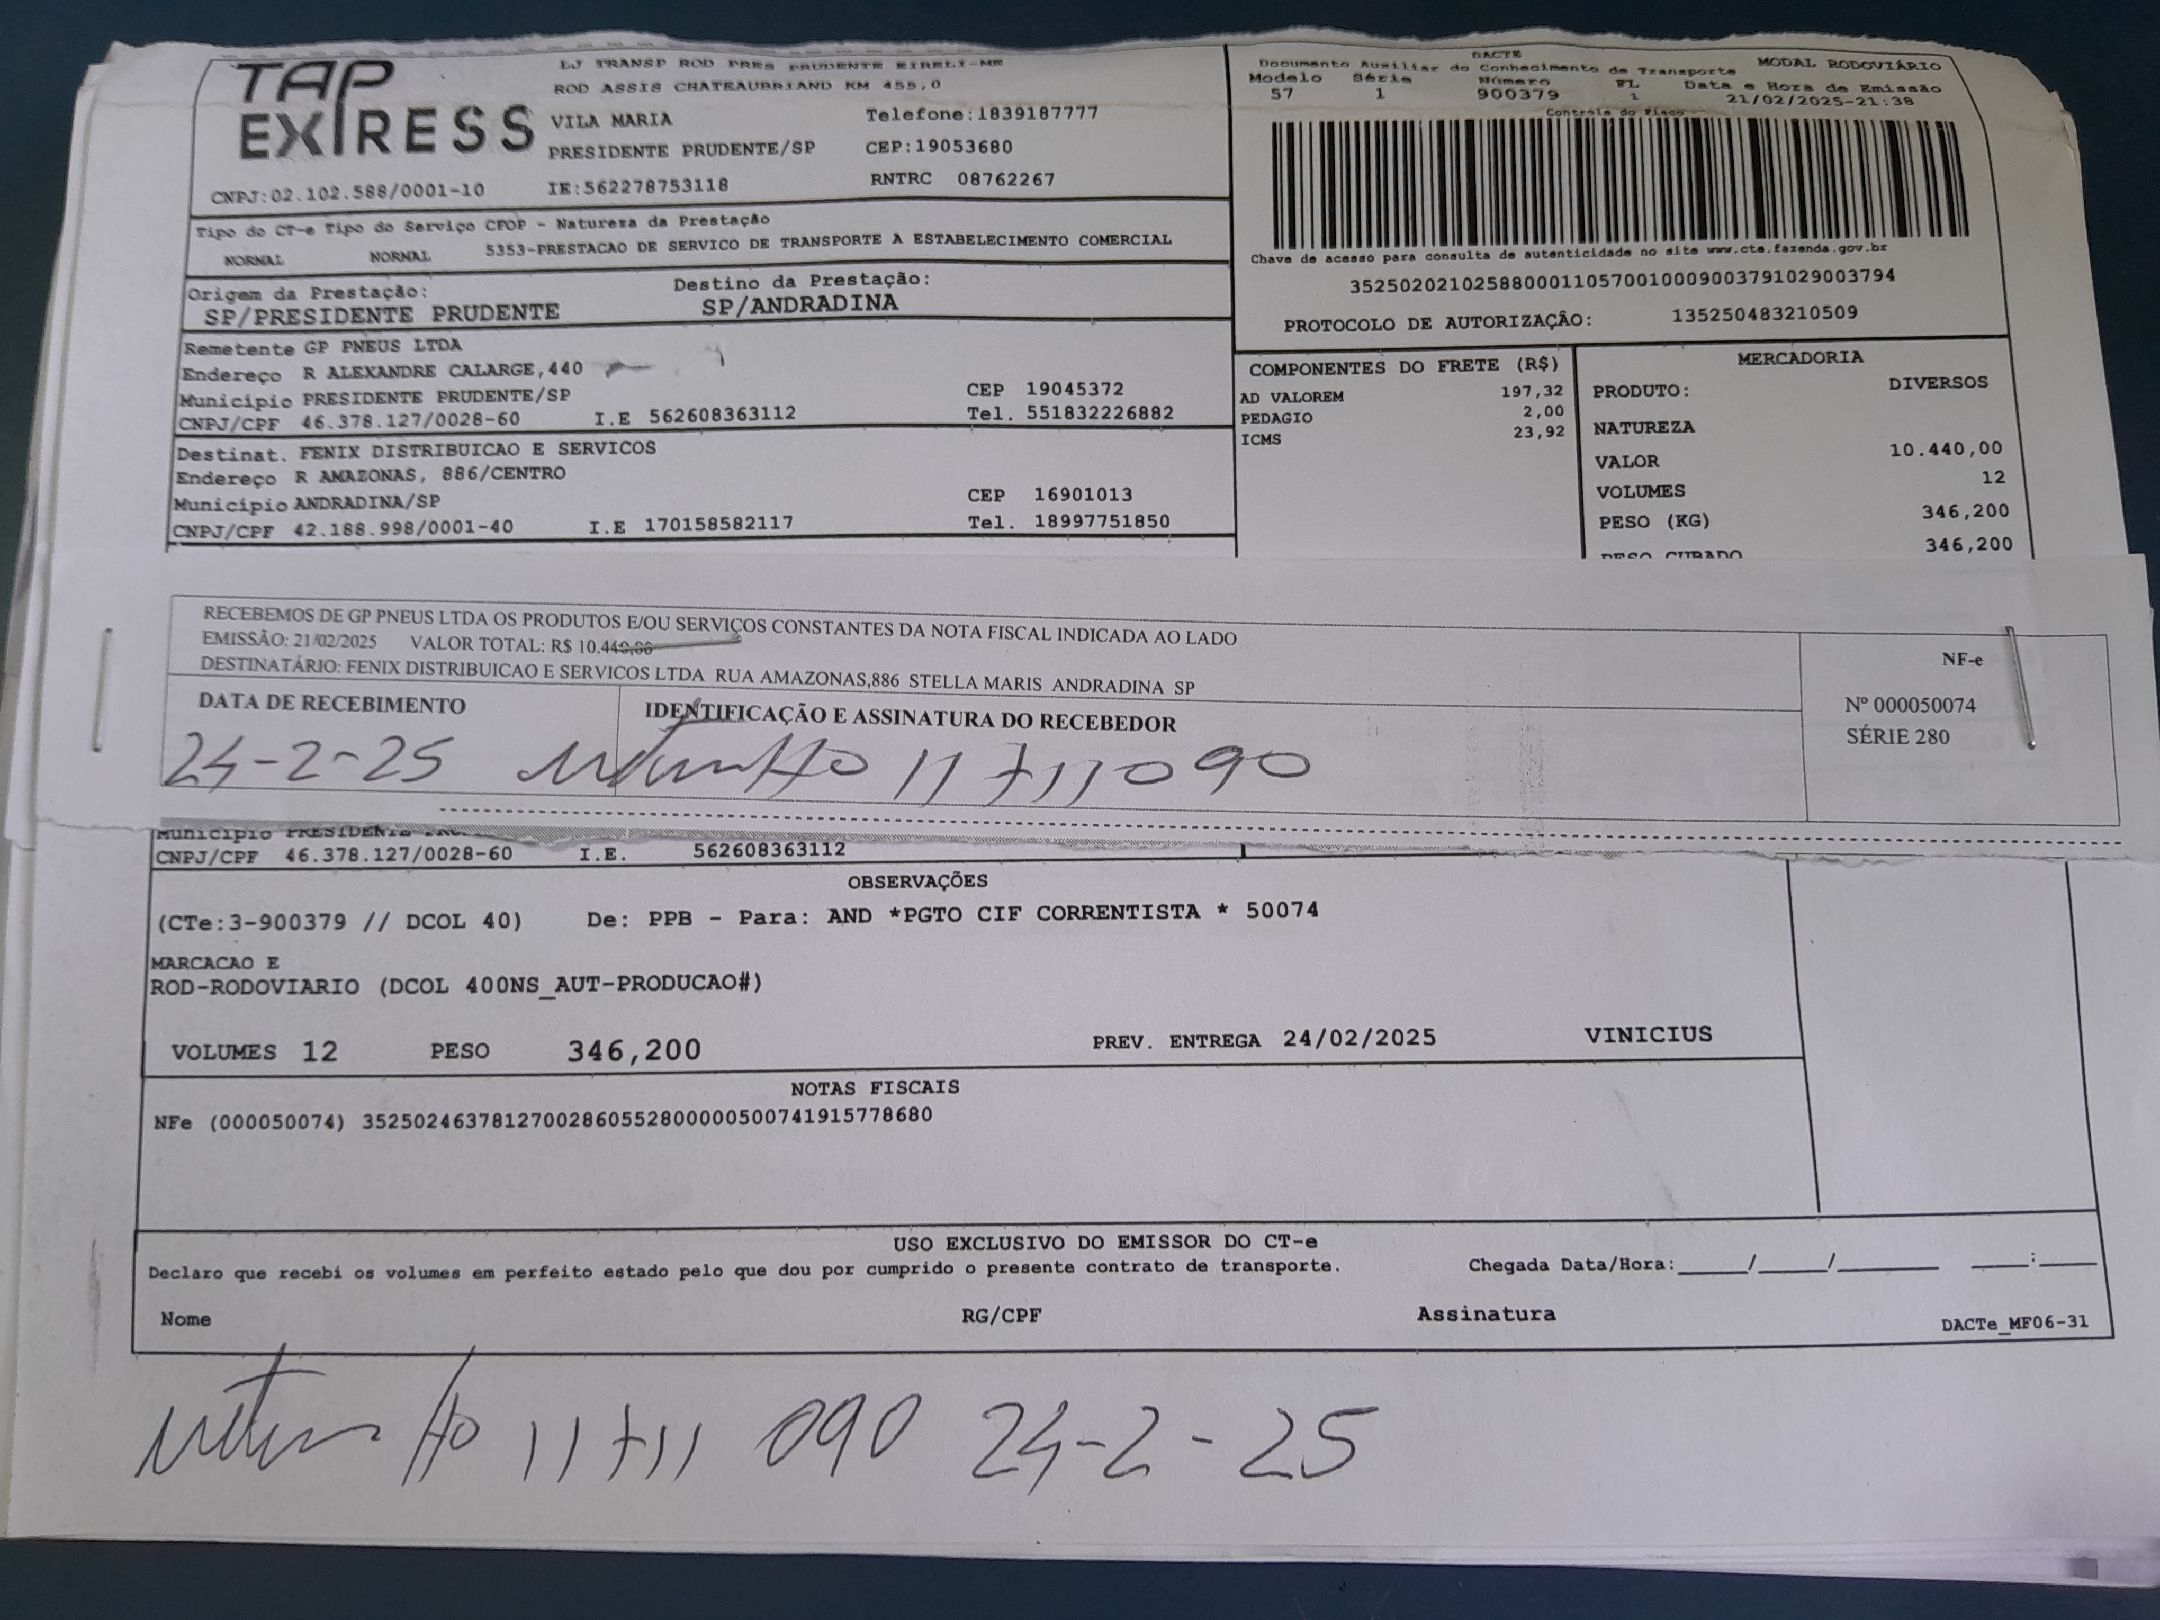 TAP EXPRESS
LJ TRANSP ROD PRES PRUDENTE EIRELI-ME
ROD ASSIS CHATEAUBRIAND KM 455,0
VILA MARIA Telefone:1839187777
PRESIDENTE PRUDENTE/SP CEP:19053680
CNPJ:02.102.588/0001-10 IE:562278753118 RNTRC 08762267
DACTE
Documento Auxiliar do Conhecimento de Transporte MODAL RODOVIÁRIO
Modelo Série Número FL Data e Hora de Emissão
57 1 900379 1 21/02/2025-21:38
Controle do Fisco
Chave de acesso para consulta de autenticidade no site www.cte.fazenda.gov.br
35250202102588000110570010009003791029003794
PROTOCOLO DE AUTORIZAÇÃO: 135250483210509
Tipo do CT-e Tipo do Serviço CFOP - Natureza da Prestação
NORMAL NORMAL 5353-PRESTACAO DE SERVICO DE TRANSPORTE A ESTABELECIMENTO COMERCIAL
Origem da Prestação: Destino da Prestação:
SP/PRESIDENTE PRUDENTE SP/ANDRADINA
Remetente GP PNEUS LTDA
Endereço R ALEXANDRE CALARGE,440
Município PRESIDENTE PRUDENTE/SP CEP 19045372
CNPJ/CPF 46.378.127/0028-60 I.E 562608363112 Tel. 551832226882
Destinat. FENIX DISTRIBUICAO E SERVICOS
Endereço R AMAZONAS, 886/CENTRO
Município ANDRADINA/SP CEP 16901013
CNPJ/CPF 42.188.998/0001-40 I.E 170158582117 Tel. 18997751850
COMPONENTES DO FRETE (R$)
AD VALOREM 197,32
PEDAGIO 2,00
ICMS 23,92
MERCADORIA
PRODUTO: DIVERSOS
NATUREZA
VALOR 10.440,00
VOLUMES 12
PESO (KG) 346,200
PESO CUBADO 346,200
RECEBEMOS DE GP PNEUS LTDA OS PRODUTOS E/OU SERVIÇOS CONSTANTES DA NOTA FISCAL INDICADA AO LADO
EMISSÃO: 21/02/2025 VALOR TOTAL: R$ 10.440,00
DESTINATÁRIO: FENIX DISTRIBUICAO E SERVICOS LTDA RUA AMAZONAS,886 STELLA MARIS ANDRADINA SP
DATA DE RECEBIMENTO IDENTIFICAÇÃO E ASSINATURA DO RECEBEDOR
24-2-25 11711090
NF-e
Nº 000050074
SÉRIE 280
Município PRESIDENTE
CNPJ/CPF 46.378.127/0028-60 I.E. 562608363112
OBSERVAÇÕES
(CTe:3-900379 // DCOL 40) De: PPB - Para: AND *PGTO CIF CORRENTISTA * 50074
MARCACAO E
ROD-RODOVIARIO (DCOL 400NS_AUT-PRODUCAO#)
VOLUMES 12 PESO 346,200 PREV. ENTREGA 24/02/2025 VINICIUS
NOTAS FISCAIS
NFe (000050074) 35250246378127002860552800000500741915778680
USO EXCLUSIVO DO EMISSOR DO CT-e
Declaro que recebi os volumes em perfeito estado pelo que dou por cumprido o presente contrato de transporte. Chegada Data/Hora:____/____/______ ___:___
Nome RG/CPF Assinatura DACTe_MF06-31
11711 090 24-2-25